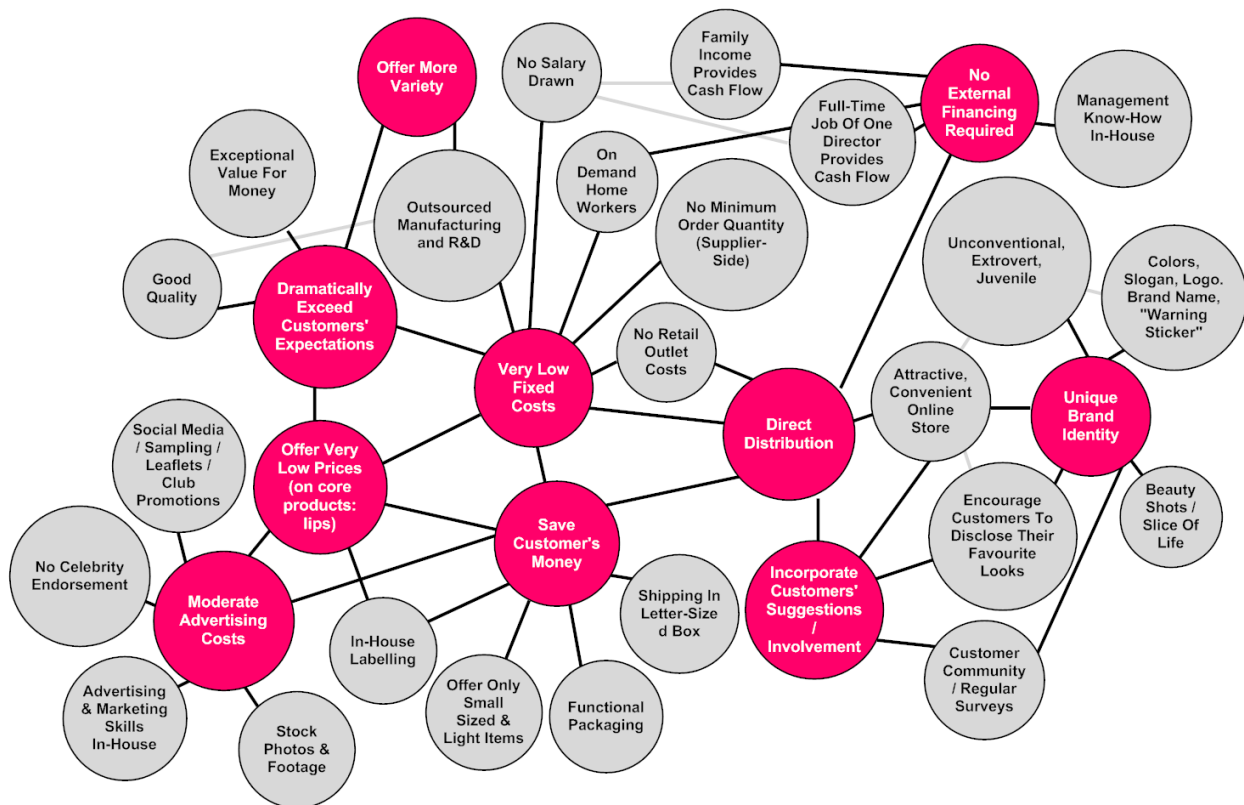 Offer More
Variety
No Salary
Drawn
Family
Income
Provides
Cash Flow
No
External
Financing
Required
Management
Know-How
In-House
Full-Time
Job Of One
Director
Provides
Cash Flow
Exceptional
Value For
Money
On
Demand
Home
Workers
Outsourced
Manufacturing
and R&D
No Minimum
Order Quantity
(Supplier-
Side)
Unconventional,
Extrovert,
Juvenile
Colors,
Slogan, Logo.
Brand Name,
"Warning
Sticker"
Good
Quality
Dramatically
Exceed
Customers'
Expectations
No Retail
Outlet
Costs
Very Low
Fixed
Costs
Attractive,
Convenient
Online
Store
Unique
Brand
Identity
Direct
Distribution
Social Media
/ Sampling /
Leaflets /
Club
Promotions
Offer Very
Low Prices
(on core
products:
lips)
Save
Customer's
Money
Encourage
Customers To
Disclose Their
Favourite
Looks
Beauty
Shots /
Slice Of
Life
No Celebrity
Endorsement
Moderate
Advertising
Costs
Shipping In
Letter-Size
d Box
Incorporate
Customers'
Suggestions
/
Involvement
In-House
Labelling
Customer
Community
/ Regular
Surveys
Advertising
& Marketing
Skills
In-House
Stock
Photos &
Footage
Offer Only
Small
Sized &
Light Items
Functional
Packaging